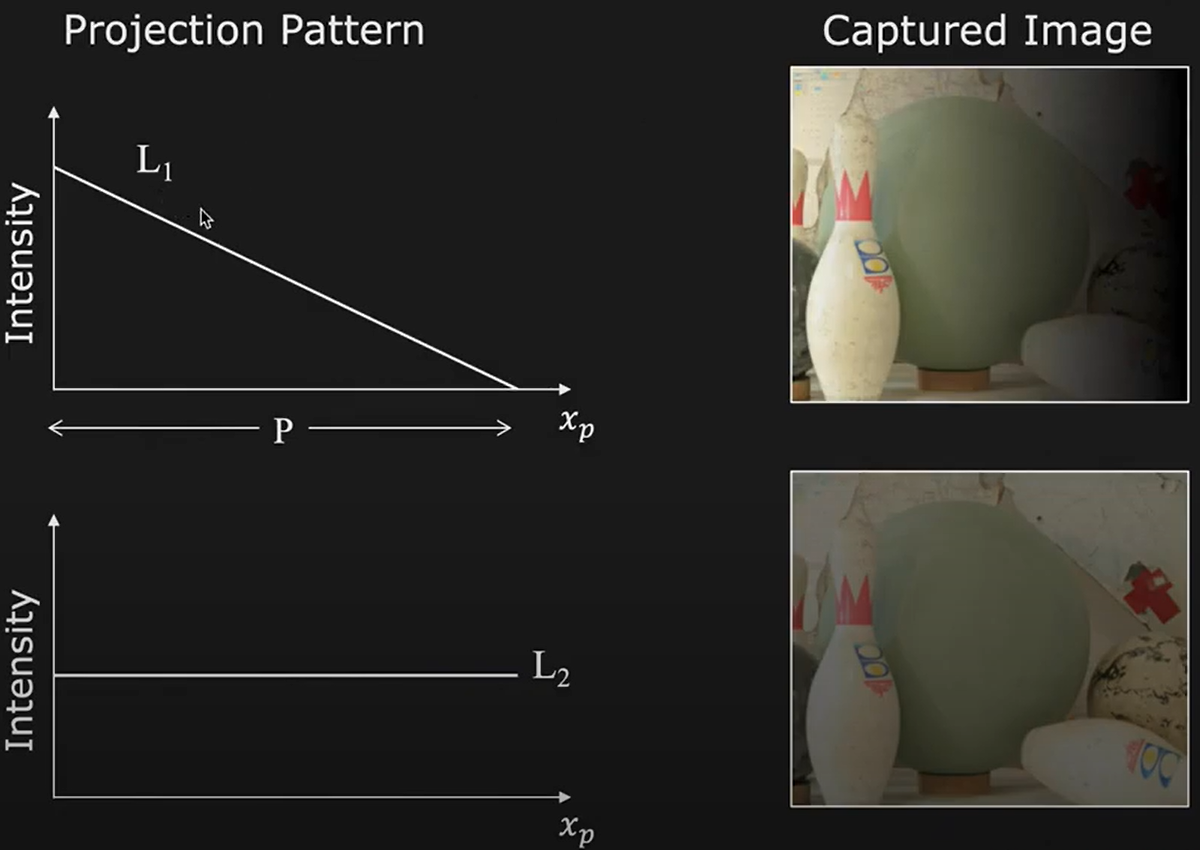 Projection Pattern
Captured Image
Intensity
L₁
P
xₚ
Intensity
L₂
xₚ